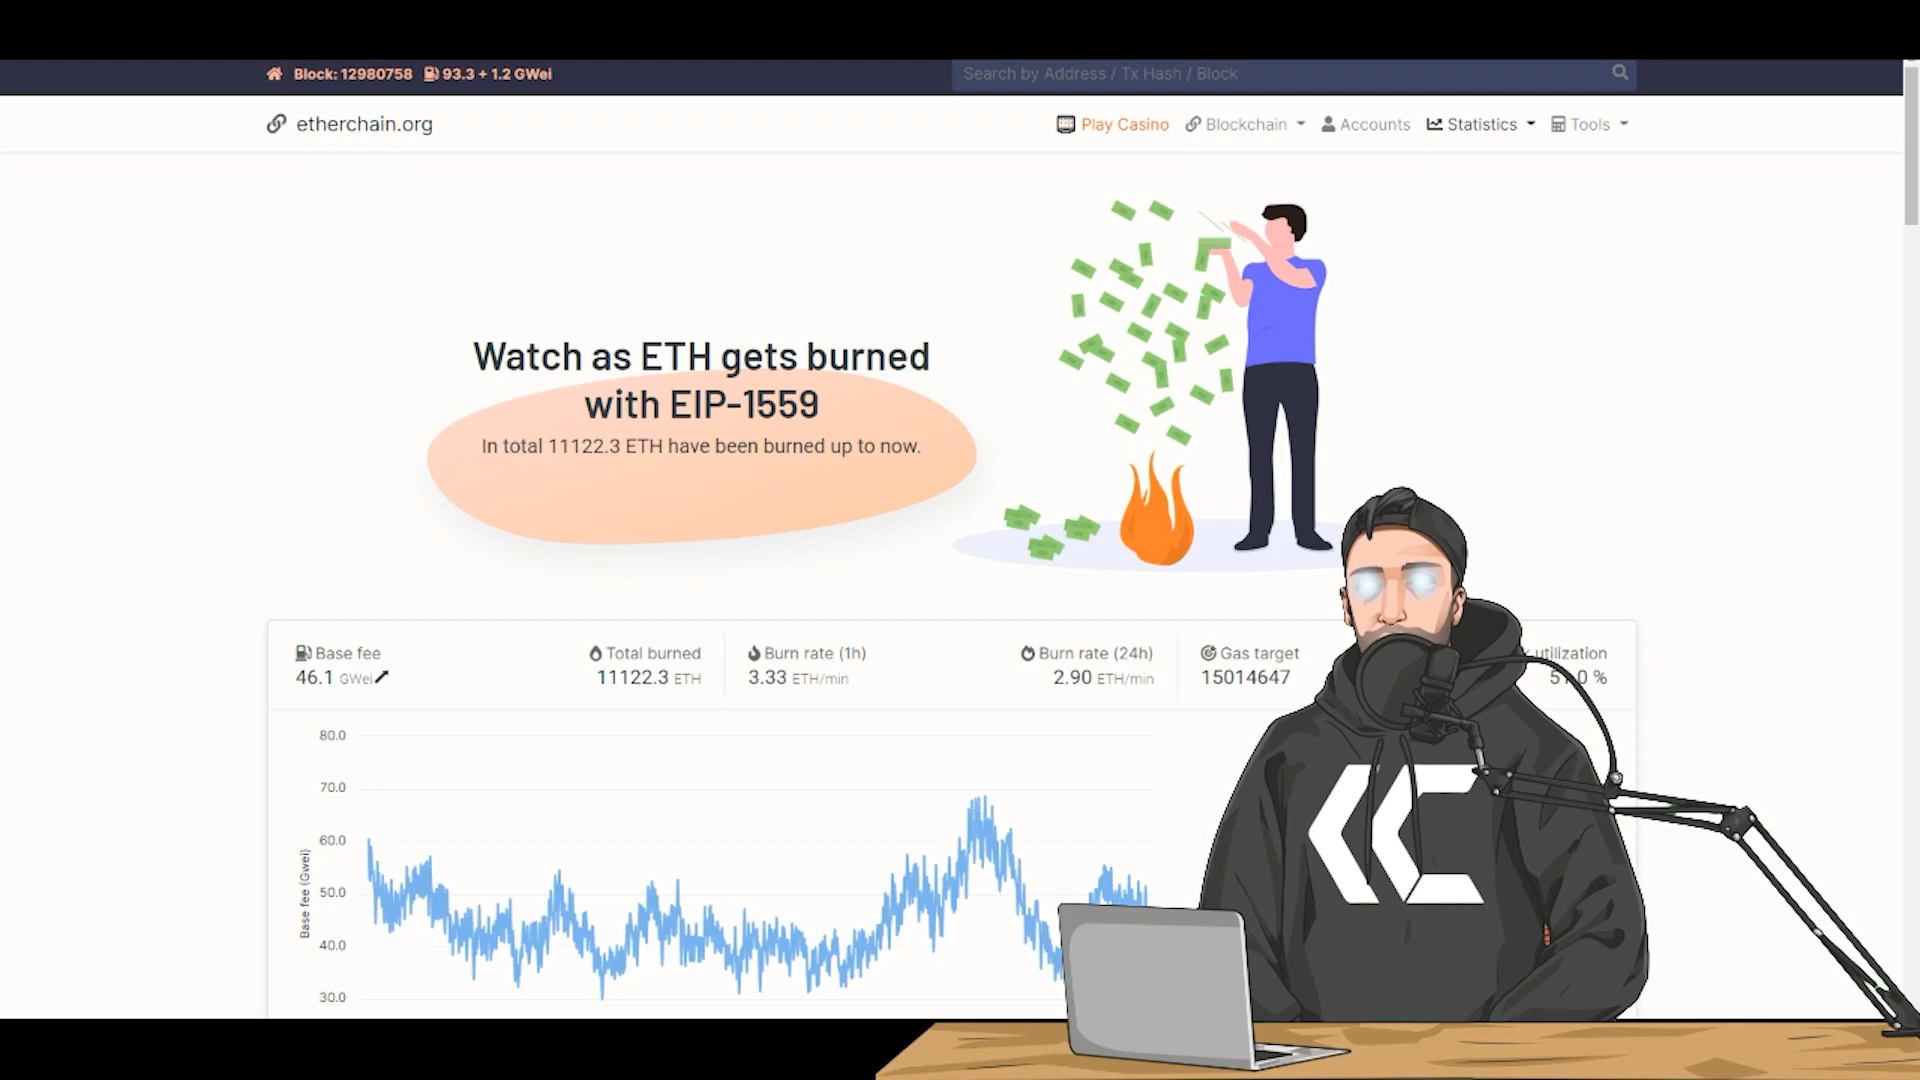 Block: 12980758 93.3 + 1.2 GWei
Search by Address / Tx Hash / Block
etherchain.org
Play Casino Blockchain Accounts Statistics Tools
Watch as ETH gets burned
with EIP-1559
In total 11122.3 ETH have been burned up to now.
Base fee
46.1 GWei
Total burned
11122.3 ETH
Burn rate (1h)
3.33 ETH/min
Burn rate (24h)
2.90 ETH/min
Gas target
15014647
utilization
80.0
70.0
60.0
50.0
40.0
30.0
Base fee (Gwei)